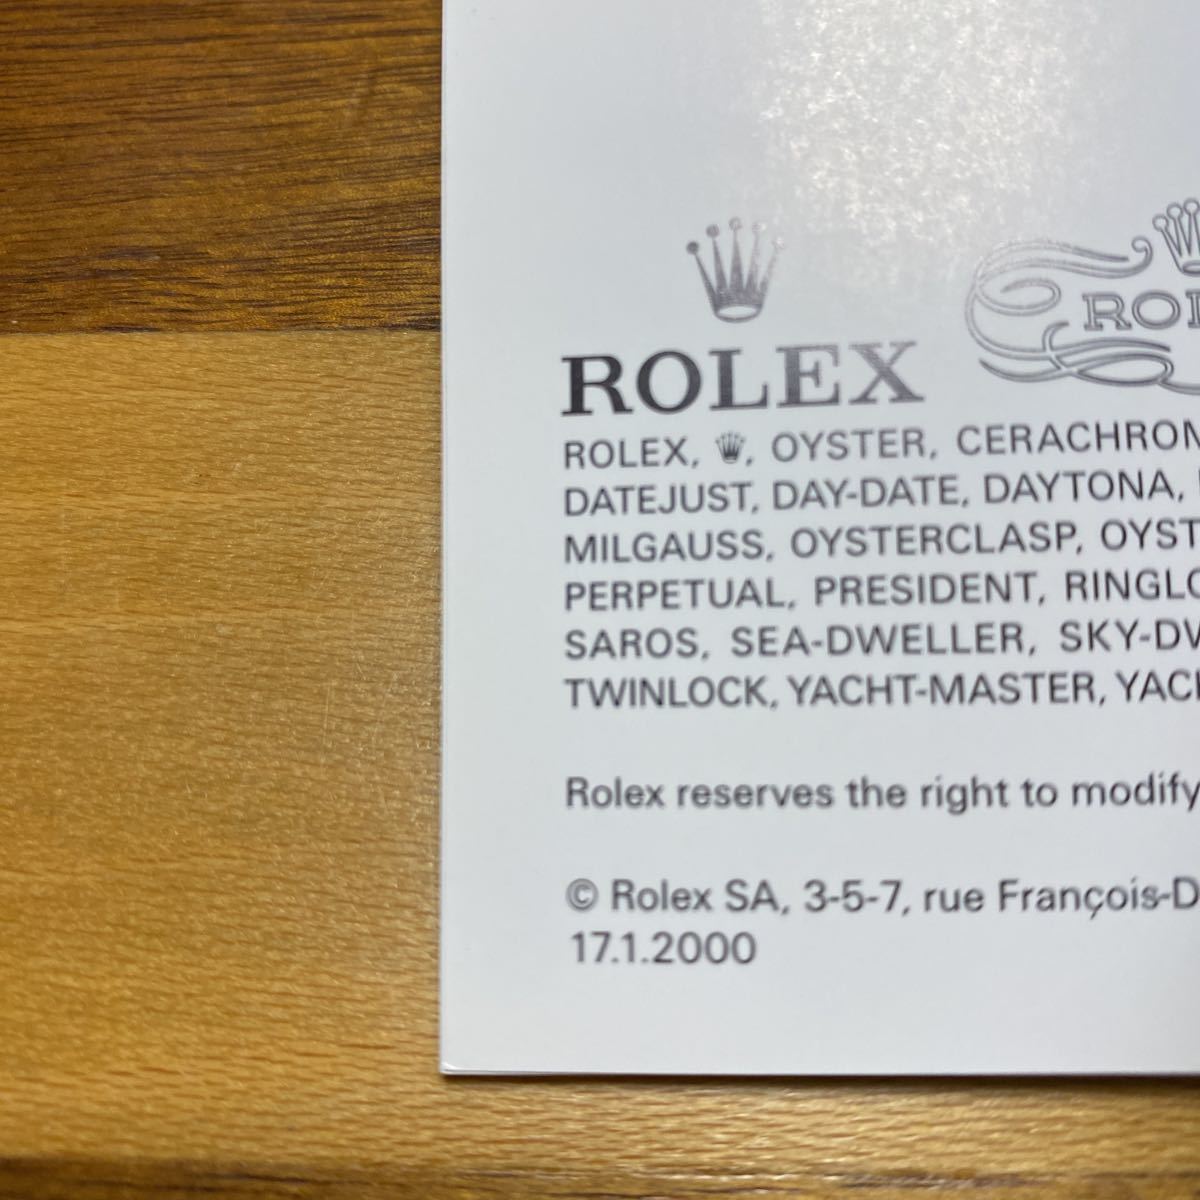 ROLEX
ROLEX, OYSTER, CERACHROM
DATEJUST, DAY-DATE, DAYTONA,
MILGAUSS, OYSTERCLASP, OYST
PERPETUAL, PRESIDENT, RINGLO
SAROS, SEA-DWELLER, SKY-DW
TWINLOCK, YACHT-MASTER, YACH
Rolex reserves the right to modify
© Rolex SA, 3-5-7, rue François-D
17.1.2000